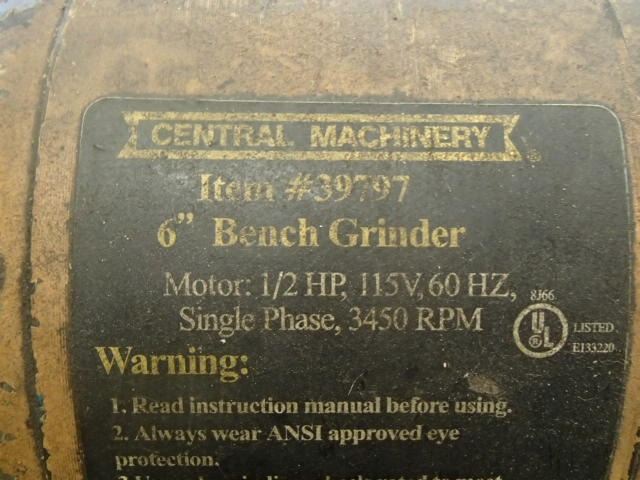 CENTRAL MACHINERY
Item #39797
6” Bench Grinder
Motor: 1/2 HP, 115V, 60 HZ,
Single Phase, 3450 RPM
8J66
UL
LISTED
E133220
Warning:
1. Read instruction manual before using.
2. Always wear ANSI approved eye
protection.